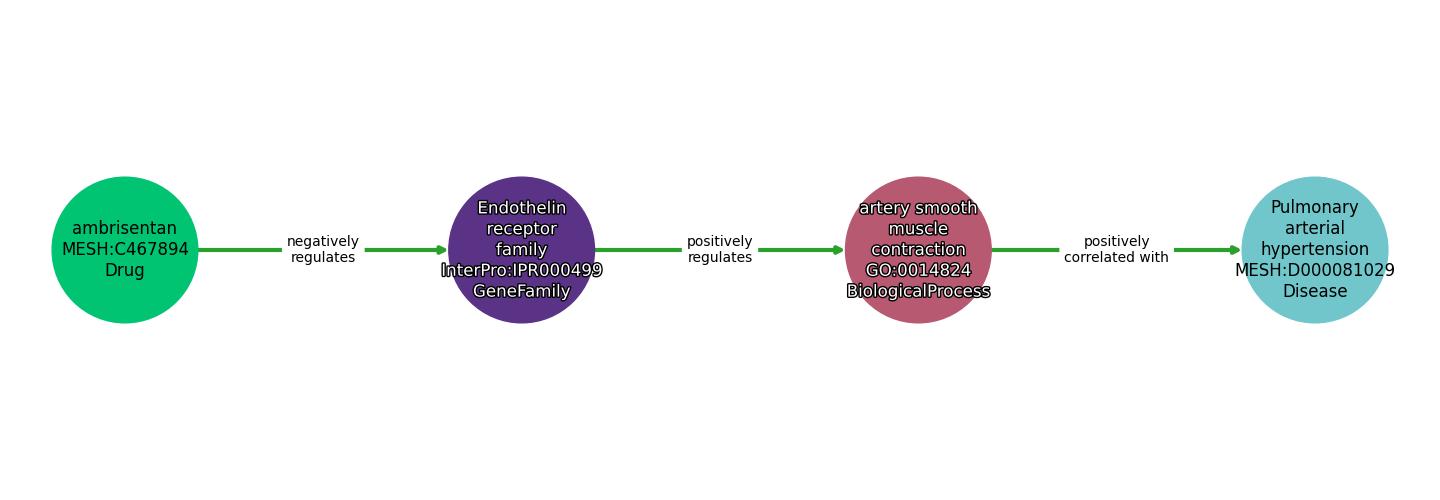 ambrisentan
MESH:C467894
Drug
negatively
regulates
Endothelin
receptor
family
InterPro:IPR000499
GeneFamily
positively
regulates
artery smooth
muscle
contraction
GO:0014824
BiologicalProcess
positively
correlated with
Pulmonary
arterial
hypertension
MESH:D000081029
Disease